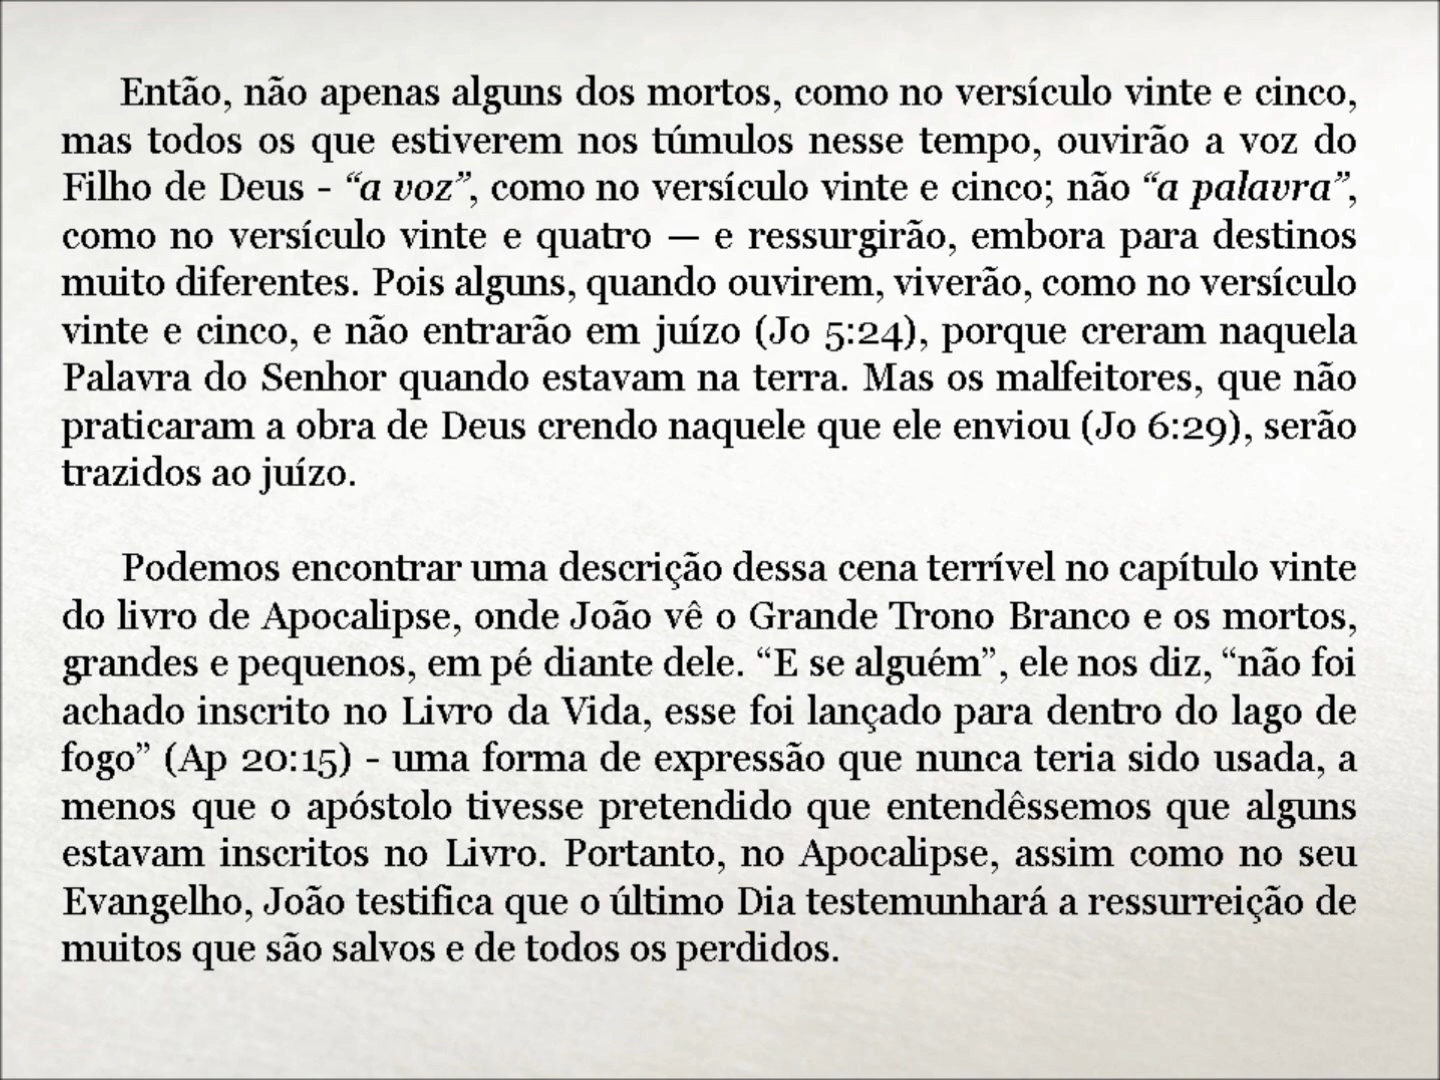 Então, não apenas alguns dos mortos, como no versículo vinte e cinco,
mas todos os que estiverem nos túmulos nesse tempo, ouvirão a voz do
Filho de Deus - “a voz”, como no versículo vinte e cinco; não “a palavra”,
como no versículo vinte e quatro — e ressurgirão, embora para destinos
muito diferentes. Pois alguns, quando ouvirem, viverão, como no versículo
vinte e cinco, e não entrarão em juízo (Jo 5:24), porque creram naquela
Palavra do Senhor quando estavam na terra. Mas os malfeitores, que não
praticaram a obra de Deus crendo naquele que ele enviou (Jo 6:29), serão
trazidos ao juízo.
Podemos encontrar uma descrição dessa cena terrível no capítulo vinte
do livro de Apocalipse, onde João vê o Grande Trono Branco e os mortos,
grandes e pequenos, em pé diante dele. “E se alguém”, ele nos diz, “não foi
achado inscrito no Livro da Vida, esse foi lançado para dentro do lago de
fogo” (Ap 20:15) - uma forma de expressão que nunca teria sido usada, a
menos que o apóstolo tivesse pretendido que entendêssemos que alguns
estavam inscritos no Livro. Portanto, no Apocalipse, assim como no seu
Evangelho, João testifica que o último Dia testemunhará a ressurreição de
muitos que são salvos e de todos os perdidos.